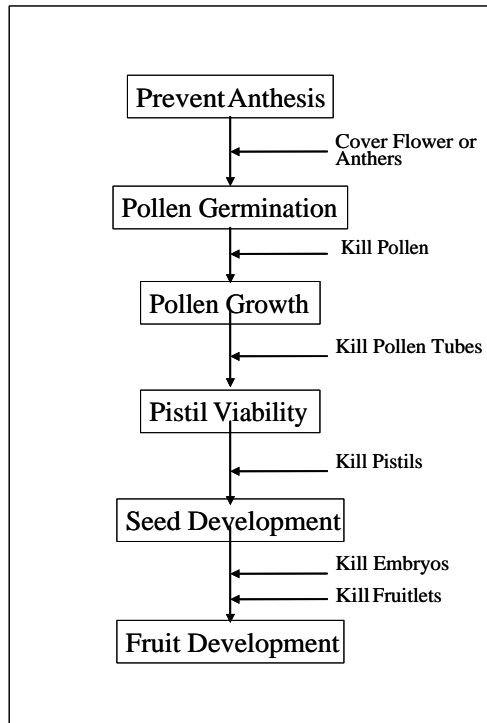 Prevent Anthesis
Cover Flower or
Anthers
Pollen Germination
Kill Pollen
Pollen Growth
Kill Pollen Tubes
Pistil Viability
Kill Pistils
Seed Development
Kill Embryos
Kill Fruitlets
Fruit Development